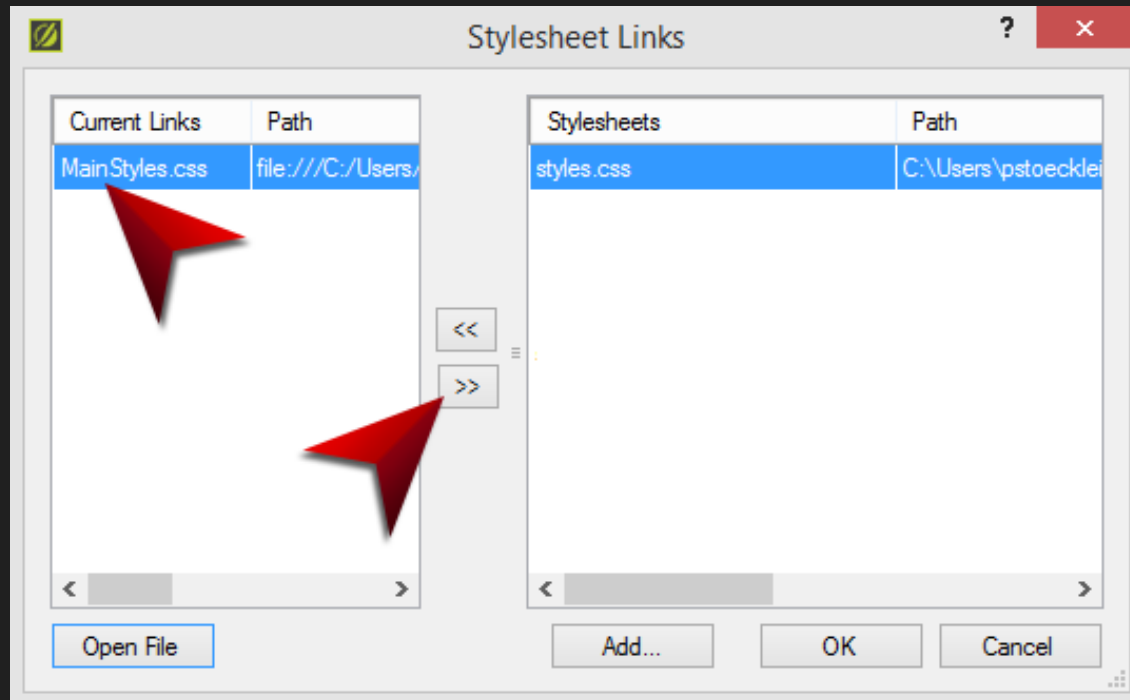 Stylesheet Links ? ×
Current Links Path Stylesheets Path
MainStyles.css file:///C:/Users/ styles.css C:\Users\pstoecklei
<<
>>
Open File Add... OK Cancel